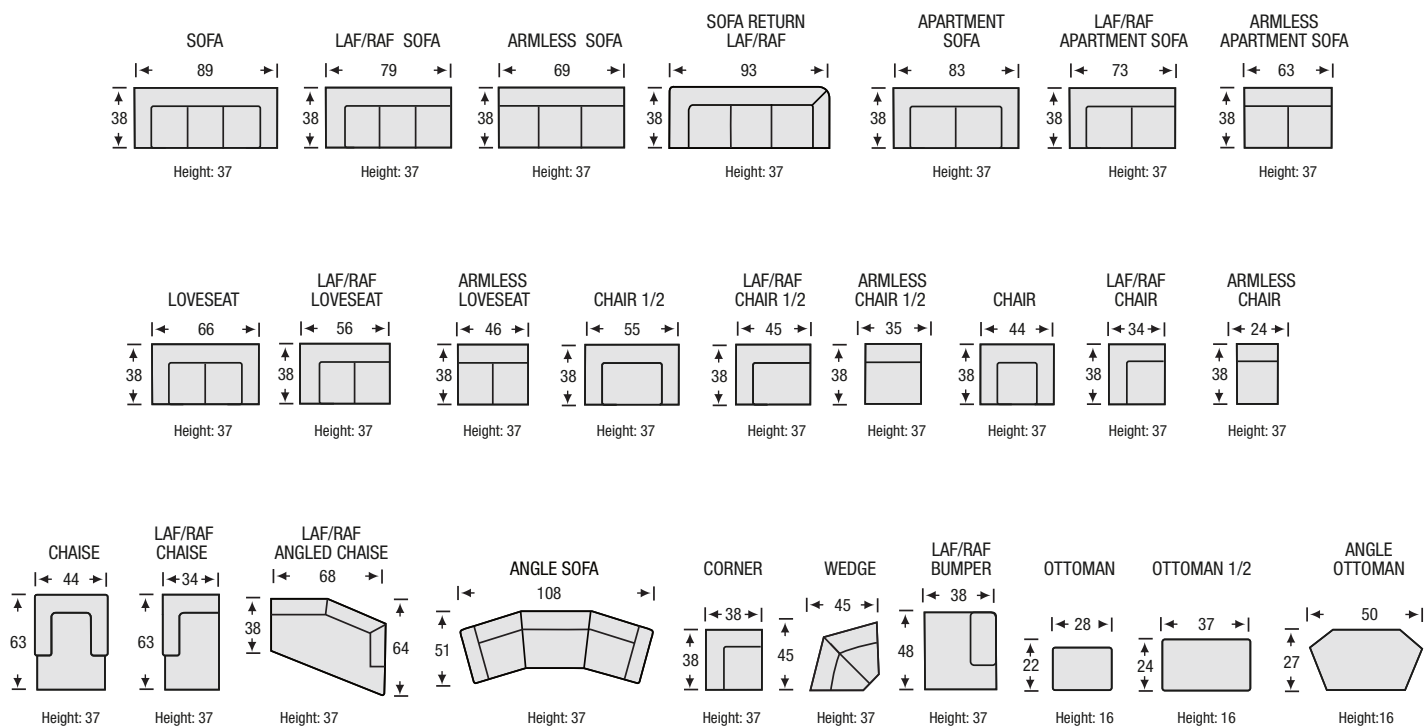 SOFA
89
38
Height: 37
LAF/RAF SOFA
79
38
Height: 37
ARMLESS SOFA
69
38
Height: 37
SOFA RETURN
LAF/RAF
93
38
Height: 37
APARTMENT
SOFA
83
38
Height: 37
LAF/RAF
APARTMENT SOFA
73
38
Height: 37
ARMLESS
APARTMENT SOFA
63
38
Height: 37
LOVESEAT
66
38
Height: 37
LAF/RAF
LOVESEAT
56
38
Height: 37
ARMLESS
LOVESEAT
46
38
Height: 37
CHAIR 1/2
55
38
Height: 37
LAF/RAF
CHAIR 1/2
45
38
Height: 37
ARMLESS
CHAIR 1/2
35
38
Height: 37
CHAIR
44
38
Height: 37
LAF/RAF
CHAIR
34
38
Height: 37
ARMLESS
CHAIR
24
38
Height: 37
CHAISE
44
63
Height: 37
LAF/RAF
CHAISE
34
63
Height: 37
LAF/RAF
ANGLED CHAISE
68
38
64
Height: 37
ANGLE SOFA
108
51
Height: 37
CORNER
38
38
Height: 37
WEDGE
45
45
Height: 37
LAF/RAF
BUMPER
38
48
Height: 37
OTTOMAN
28
22
Height: 16
OTTOMAN 1/2
37
24
Height: 16
ANGLE
OTTOMAN
50
27
Height:16